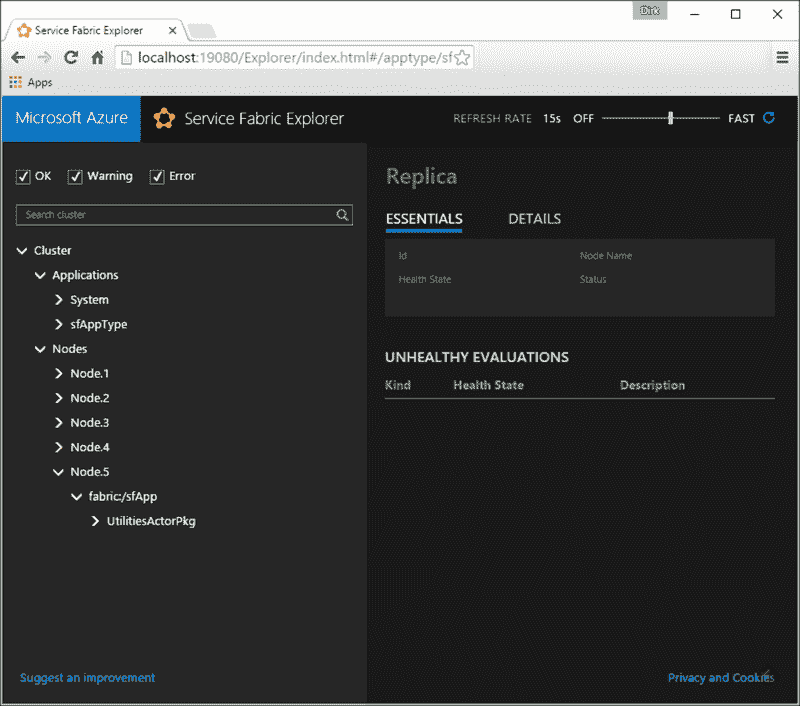 Dirk
Service Fabric Explorer
localhost:19080/Explorer/index.html#/apptype/sf
Apps
Microsoft Azure
Service Fabric Explorer
REFRESH RATE 15s OFF FAST
OK Warning Error
Search cluster
Cluster
Applications
System
sfAppType
Nodes
Node.1
Node.2
Node.3
Node.4
Node.5
fabric:/sfApp
UtilitiesActorPkg
Suggest an improvement
Replica
ESSENTIALS DETAILS
Id Node Name
Health State Status
UNHEALTHY EVALUATIONS
Kind Health State Description
Privacy and Cookies